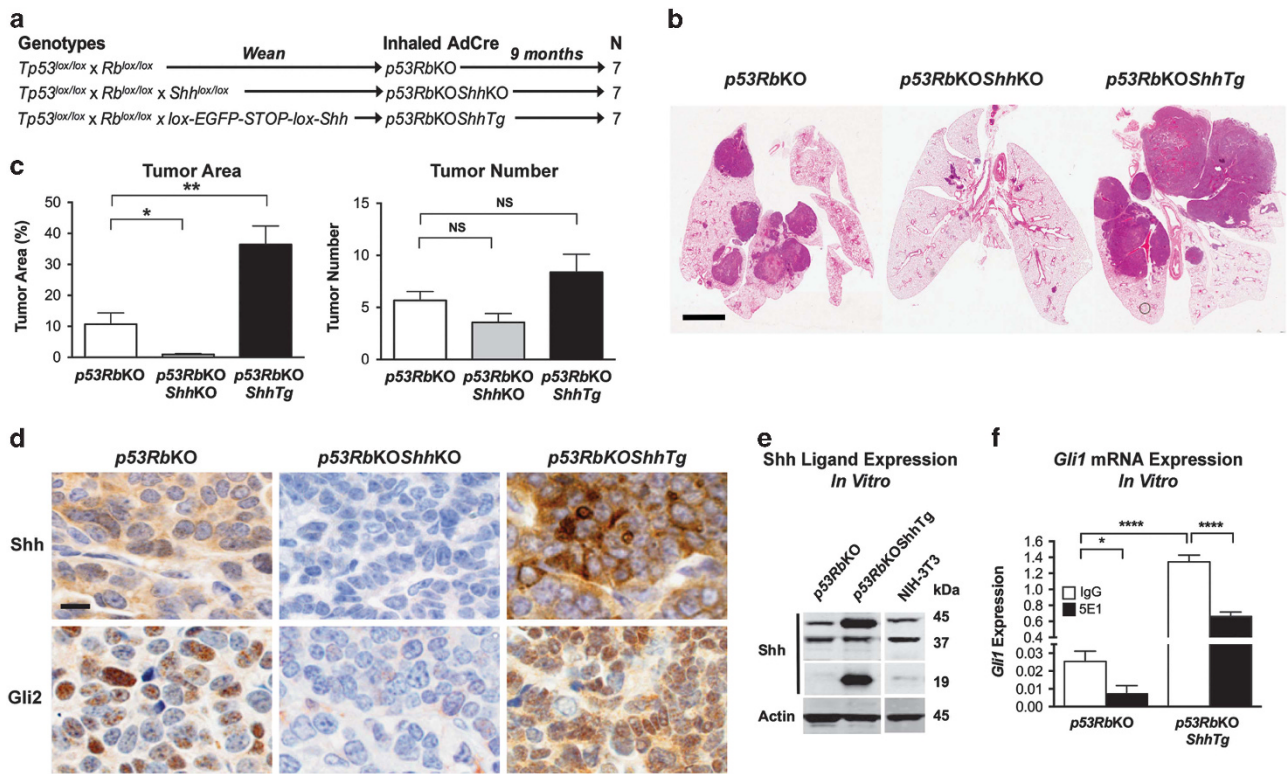 a
Genotypes Wean Inhaled AdCre 9 months N
Tp53lox/lox x Rblox/lox p53RbKO 7
Tp53lox/lox x Rblox/lox x Shhlox/lox p53RbKOShhKO 7
Tp53lox/lox x Rblox/lox x lox-EGFP-STOP-lox-Shh p53RbKOShhTg 7
b
p53RbKO p53RbKOShhKO p53RbKOShhTg
c
Tumor Area
Tumor Area (%)
50
40
30
20
10
0
*
**
p53RbKO p53RbKO p53RbKO
ShhKO ShhTg
Tumor Number
Tumor Number
15
10
5
0
NS
NS
p53RbKO p53RbKO p53RbKO
ShhKO ShhTg
d
p53RbKO p53RbKOShhKO p53RbKOShhTg
Shh
Gli2
e
Shh Ligand Expression
In Vitro
p53RbKO
p53RbKOShhTg
NIH-3T3
kDa
45
37
Shh
19
Actin 45
f
Gli1 mRNA Expression
In Vitro
Gli1 Expression
1.6
1.4
1.2
1.0
0.8
0.6
0.4
0.03
0.02
0.01
0.00
****
****
*
IgG
5E1
p53RbKO p53RbKO
ShhTg